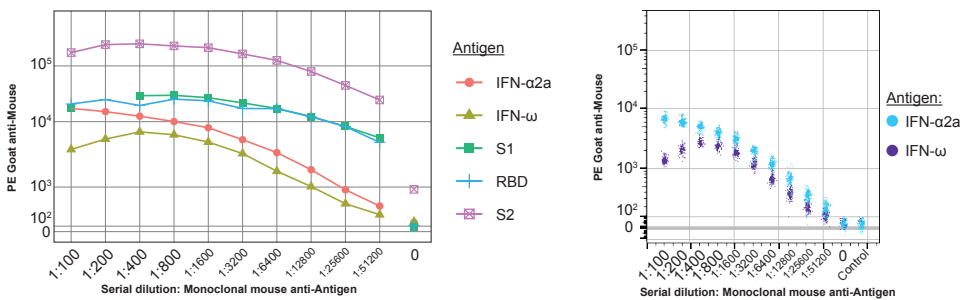 PE Goat anti-Mouse
10⁵
10⁴
10³
10²
0
1:100
1:200
1:400
1:800
1:1600
1:3200
1:6400
1:12800
1:25600
1:51200
0
Serial dilution: Monoclonal mouse anti-Antigen
Antigen
IFN-α2a
IFN-ω
S1
RBD
S2
PE Goat anti-Mouse
10⁵
10⁴
10³
10²
0
1:100
1:200
1:400
1:800
1:1600
1:3200
1:6400
1:12800
1:25600
1:51200
0
Control
Serial dilution: Monoclonal mouse anti-Antigen
Antigen:
IFN-α2a
IFN-ω